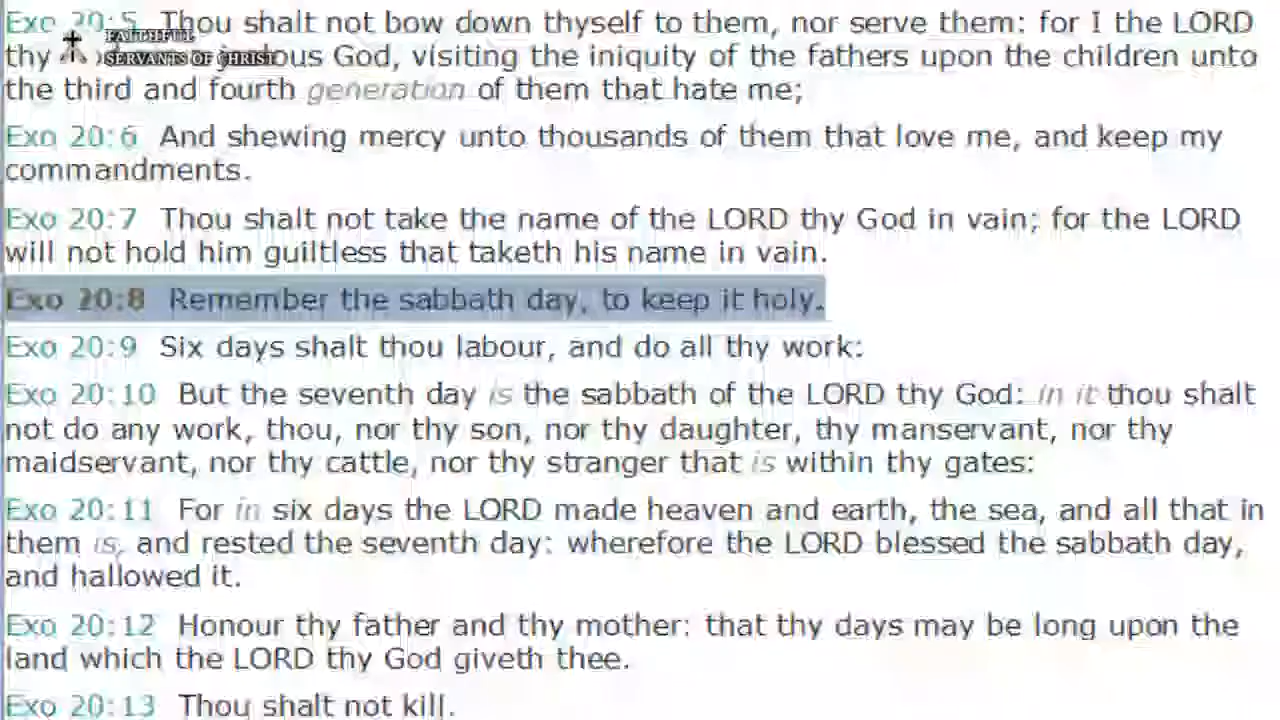 Exo 20:5 Thou shalt not bow down thyself to them, nor serve them: for I the LORD
FAITHFUL
SERVANTS OF CHRIST
thy jealous God, visiting the iniquity of the fathers upon the children unto
the third and fourth generation of them that hate me;
Exo 20:6 And shewing mercy unto thousands of them that love me, and keep my
commandments.
Exo 20:7 Thou shalt not take the name of the LORD thy God in vain; for the LORD
will not hold him guiltless that taketh his name in vain.
Exo 20:8 Remember the sabbath day, to keep it holy.
Exo 20:9 Six days shalt thou labour, and do all thy work:
Exo 20:10 But the seventh day is the sabbath of the LORD thy God: in it thou shalt
not do any work, thou, nor thy son, nor thy daughter, thy manservant, nor thy
maidservant, nor thy cattle, nor thy stranger that is within thy gates:
Exo 20:11 For in six days the LORD made heaven and earth, the sea, and all that in
them is, and rested the seventh day: wherefore the LORD blessed the sabbath day,
and hallowed it.
Exo 20:12 Honour thy father and thy mother: that thy days may be long upon the
land which the LORD thy God giveth thee.
Exo 20:13 Thou shalt not kill.